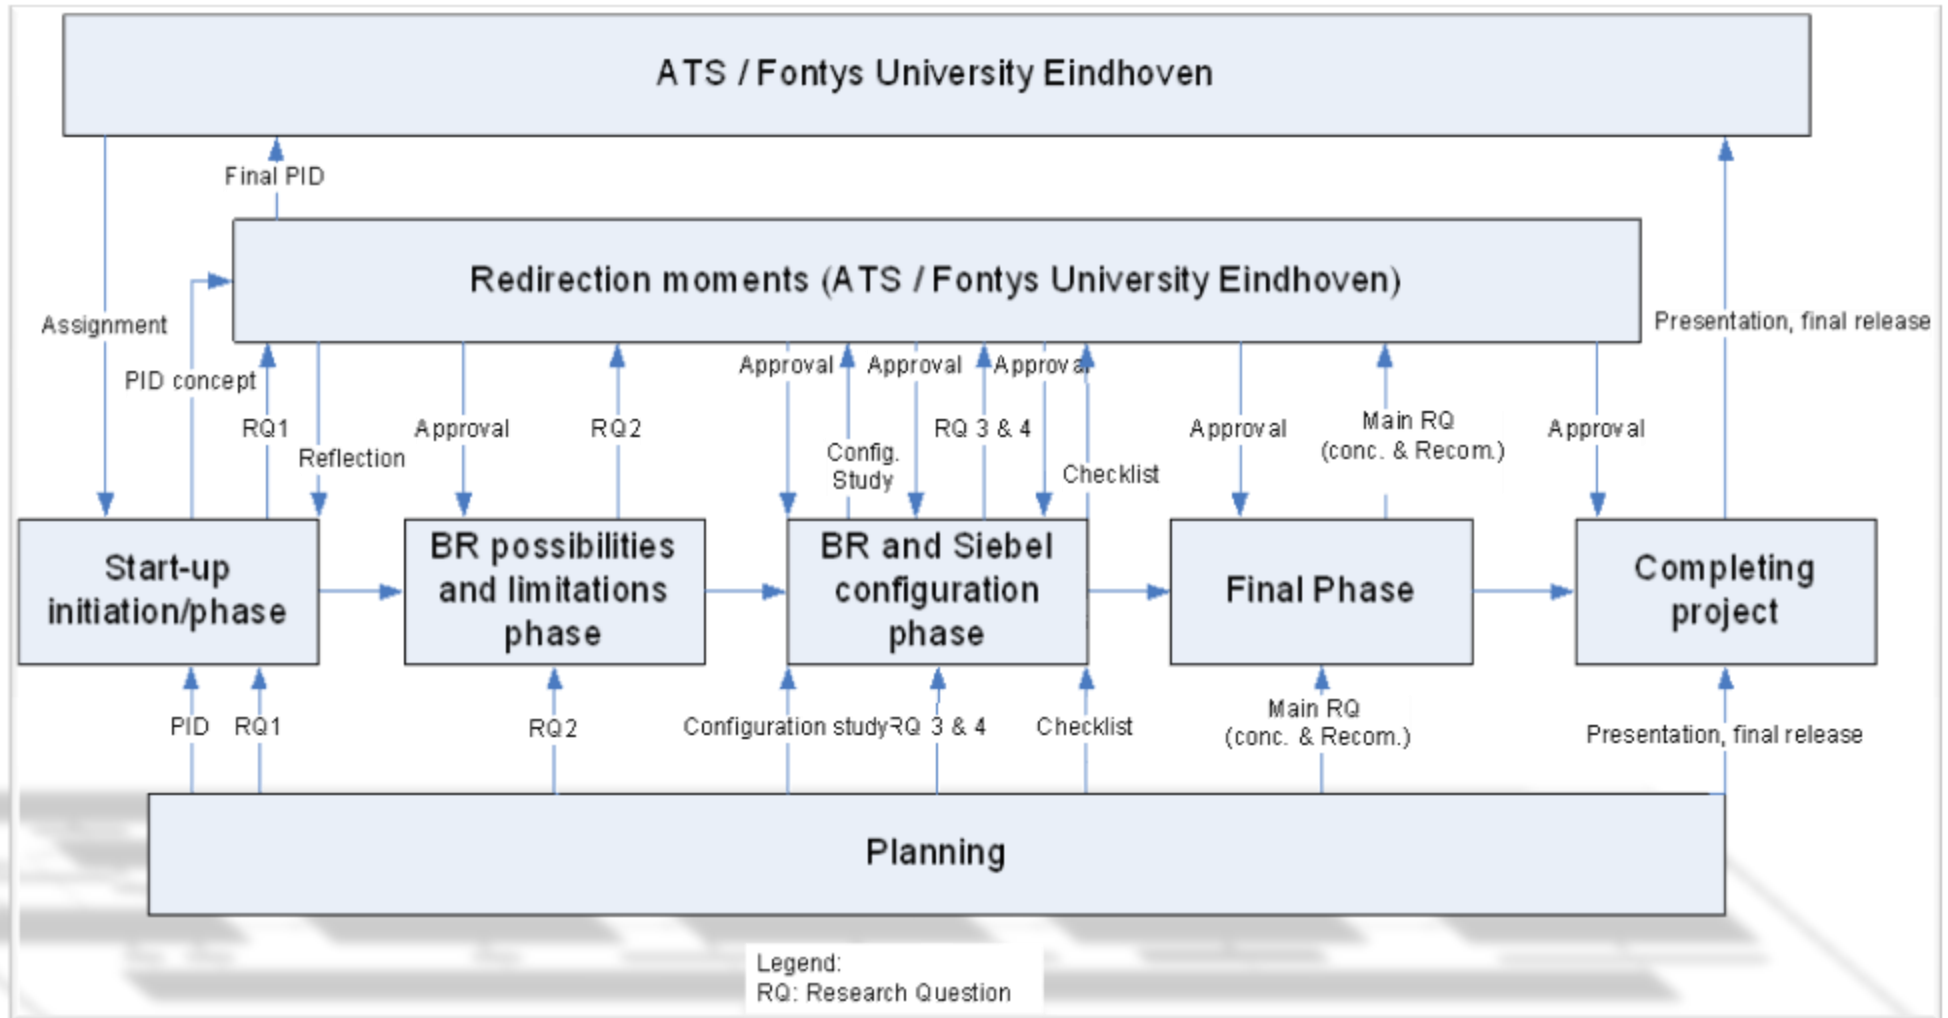 ATS / Fontys University Eindhoven
Final PID
Redirection moments (ATS / Fontys University Eindhoven)
Assignment
Presentation, final release
PID concept
Approval
Approval
Approval
RQ1
Approval
RQ2
RQ 3 & 4
Approval
Main RQ
(conc. & Recom.)
Approval
Reflection
Config.
Study
Checklist
Start-up
initiation/phase
BR possibilities
and limitations
phase
BR and Siebel
configuration
phase
Final Phase
Completing
project
PID
RQ1
RQ2
Configuration study
RQ 3 & 4
Checklist
Main RQ
(conc. & Recom.)
Presentation, final release
Planning
Legend:
RQ: Research Question